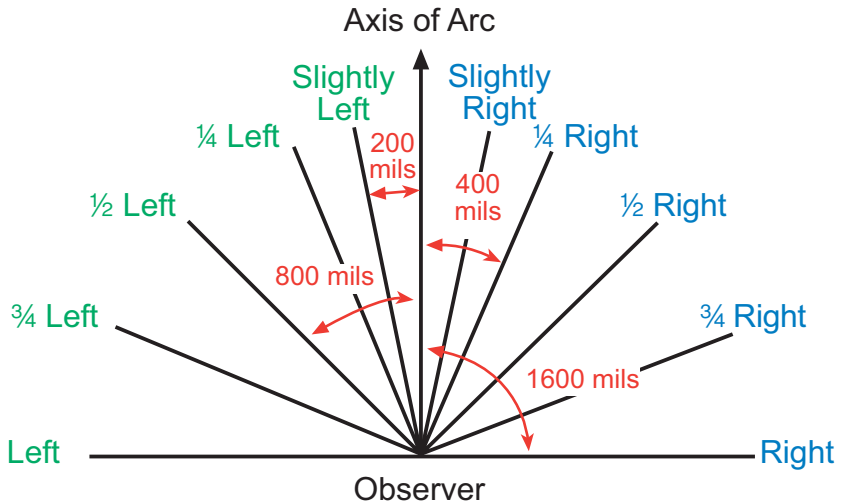 Axis of Arc
Slightly
Left
Slightly
Right
¼ Left
200
mils
¼ Right
400
mils
½ Left
½ Right
800 mils
¾ Left
¾ Right
1600 mils
Left
Right
Observer